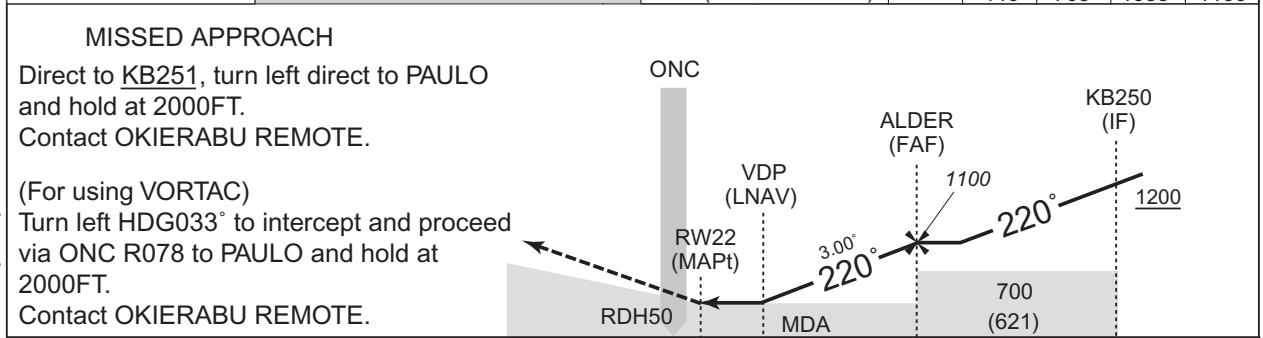 MISSED APPROACH
Direct to KB251, turn left direct to PAULO
and hold at 2000FT.
Contact OKIERABU REMOTE.
(For using VORTAC)
Turn left HDG033˚ to intercept and proceed
via ONC R078 to PAULO and hold at
2000FT.
Contact OKIERABU REMOTE.
ONC
RW22
(MAPt)
VDP
(LNAV)
ALDER
(FAF)
KB250
(IF)
1100
1200
3.00˚
220˚
220˚
RDH50
MDA
700
(621)